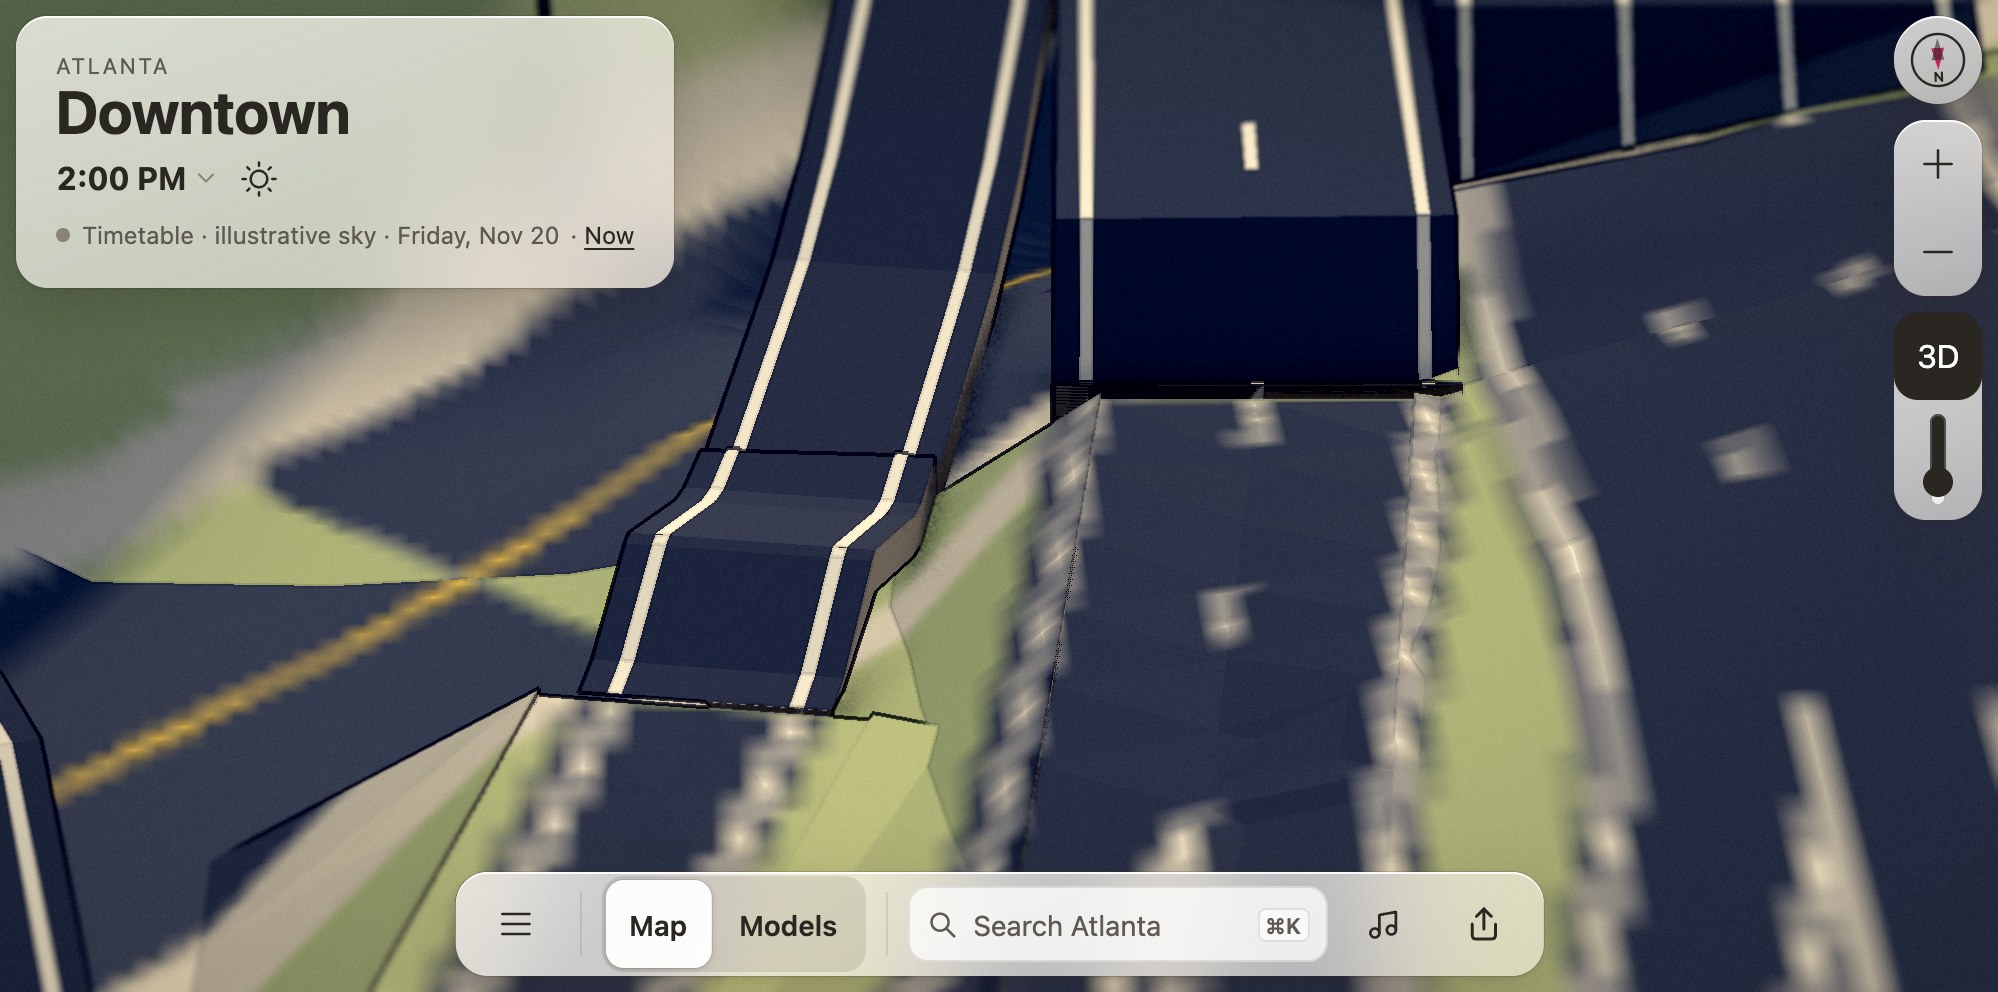 ATLANTA
Downtown
2:00 PM
Timetable · illustrative sky · Friday, Nov 20 · Now
N
3D
Map
Models
Search Atlanta
⌘K